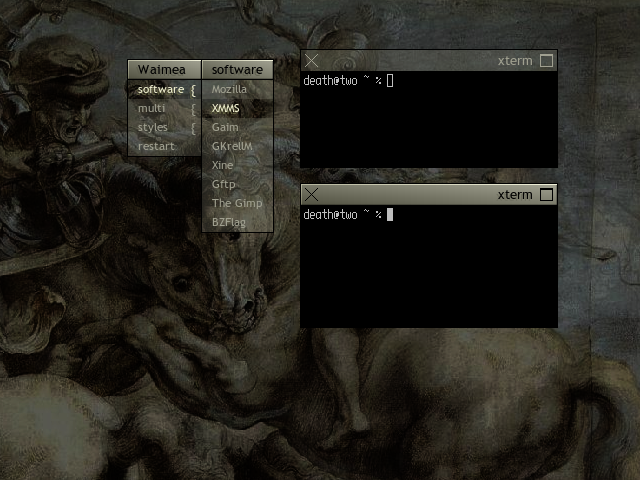 Waimea
software {
multi {
styles {
restart
software
Mozilla
XMMS
Gaim
GKrellM
Xine
Gftp
The Gimp
BZFlag
xterm
death@two ~ %
xterm
death@two ~ %